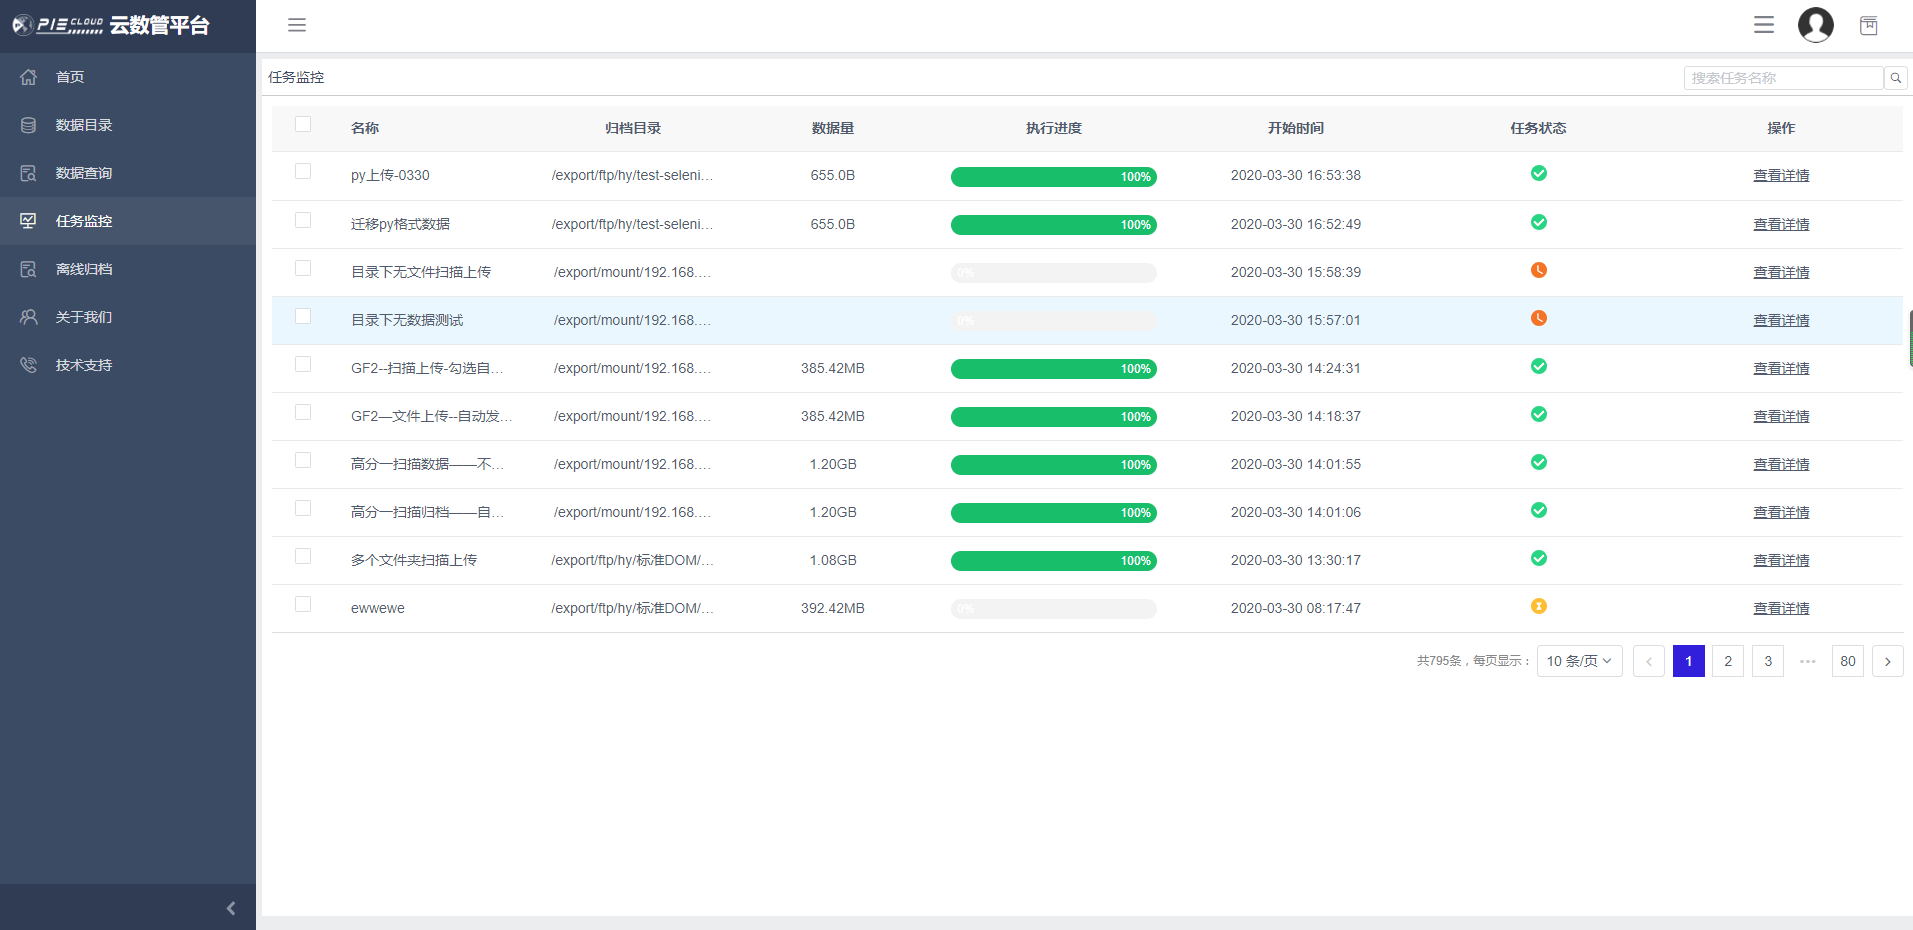 PIE CLOUD 云数管平台
首页
数据目录
数据查询
任务监控
离线归档
关于我们
技术支持
任务监控
搜索任务名称
名称 归档目录 数据量 执行进度 开始时间 任务状态 操作
py上传-0330 /export/ftp/hy/test-seleni... 655.0B 100% 2020-03-30 16:53:38 查看详情
迁移py格式数据 /export/ftp/hy/test-seleni... 655.0B 100% 2020-03-30 16:52:49 查看详情
目录下无文件扫描上传 /export/mount/192.168.... 0% 2020-03-30 15:58:39 查看详情
目录下无数据测试 /export/mount/192.168.... 0% 2020-03-30 15:57:01 查看详情
GF2--扫描上传-勾选自... /export/mount/192.168.... 385.42MB 100% 2020-03-30 14:24:31 查看详情
GF2—文件上传--自动发... /export/mount/192.168.... 385.42MB 100% 2020-03-30 14:18:37 查看详情
高分一扫描数据——不... /export/mount/192.168.... 1.20GB 100% 2020-03-30 14:01:55 查看详情
高分一扫描归档——自... /export/mount/192.168.... 1.20GB 100% 2020-03-30 14:01:06 查看详情
多个文件夹扫描上传 /export/ftp/hy/标准DOM/... 1.08GB 100% 2020-03-30 13:30:17 查看详情
ewwewe /export/ftp/hy/标准DOM/... 392.42MB 0% 2020-03-30 08:17:47 查看详情
共795条，每页显示： 10 条/页 1 2 3 ••• 80